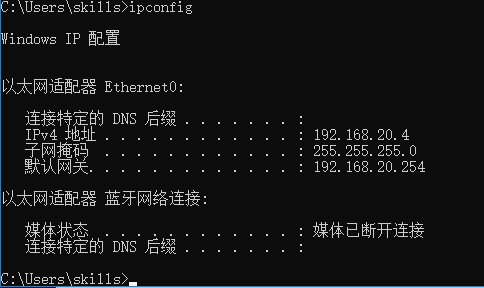 C:\Users\skills>ipconfig
Windows IP 配置
以太网适配器 Ethernet0:
连接特定的 DNS 后缀 . . . . . . . :
IPv4 地址 . . . . . . . . . . . . : 192.168.20.4
子网掩码 . . . . . . . . . . . . : 255.255.255.0
默认网关. . . . . . . . . . . . . : 192.168.20.254
以太网适配器 蓝牙网络连接:
媒体状态 . . . . . . . . . . . . : 媒体已断开连接
连接特定的 DNS 后缀 . . . . . . . :
C:\Users\skills>